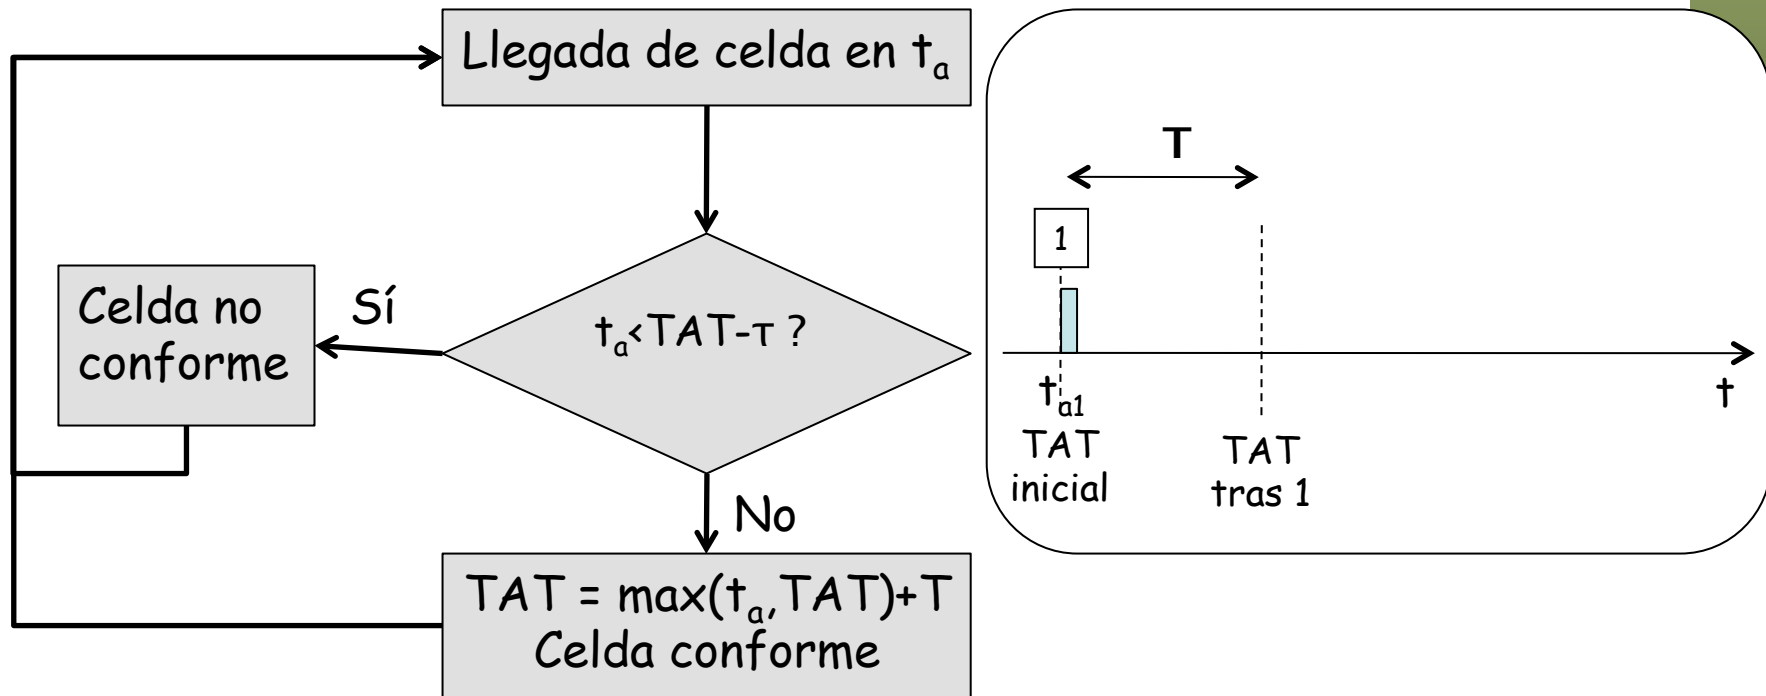 Llegada de celda en tₐ
tₐ<TAT-τ ?
Sí
Celda no
conforme
No
TAT = max(tₐ,TAT)+T
Celda conforme
T
1
tₐ₁
t
TAT
inicial
TAT
tras 1